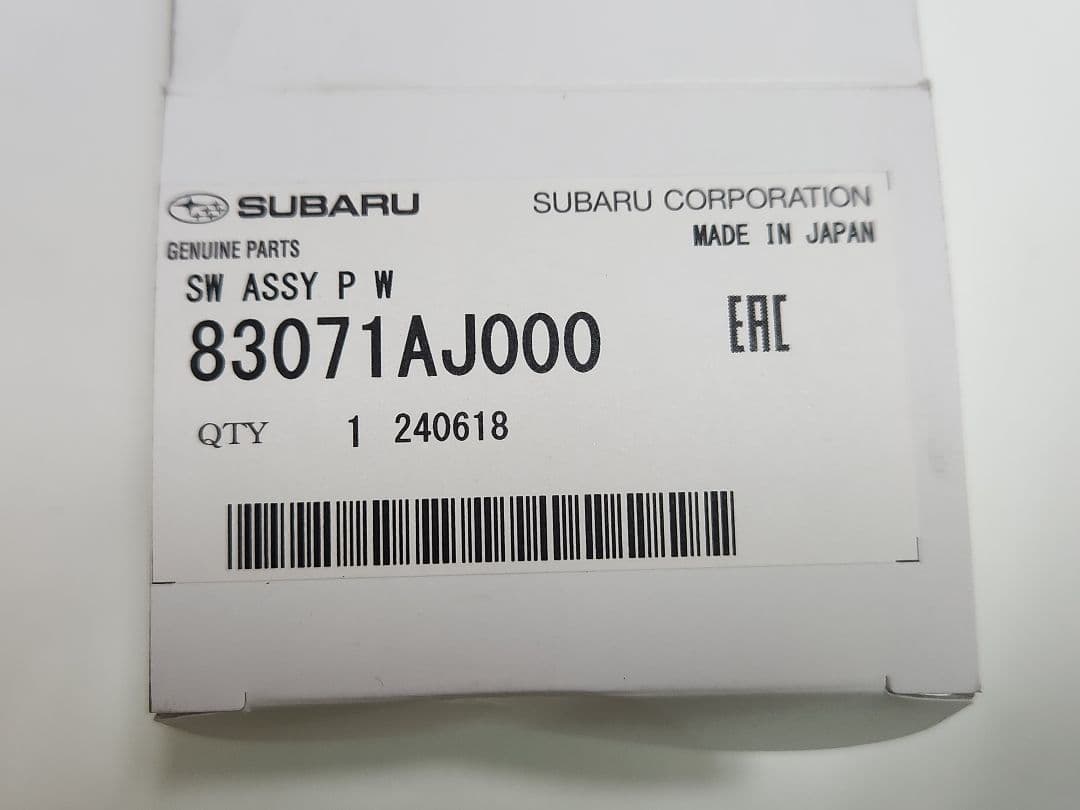 SUBARU
SUBARU CORPORATION
GENUINE PARTS
MADE IN JAPAN
SW ASSY P W
83071AJ000
EAC
QTY 1 240618